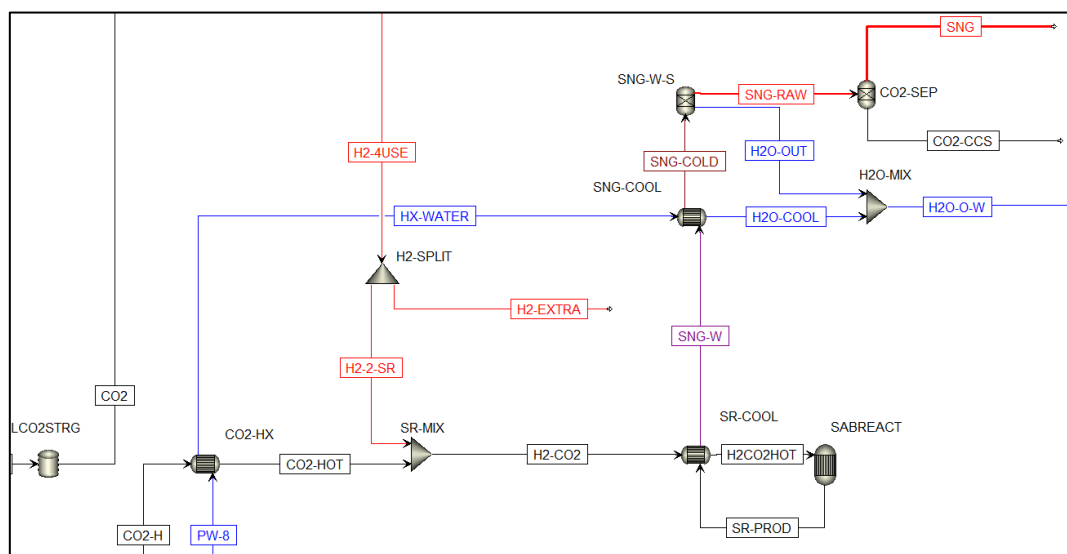 SNG
SNG-W-S
SNG-RAW
CO2-SEP
H2-4USE
H2O-OUT
CO2-CCS
SNG-COLD
H2O-MIX
SNG-COOL
HX-WATER
H2O-COOL
H2O-O-W
H2-SPLIT
H2-EXTRA
SNG-W
H2-2-SR
CO2
SR-COOL
LCO2STRG
CO2-HX
SR-MIX
SABREACT
CO2-HOT
H2-CO2
H2CO2HOT
SR-PROD
CO2-H
PW-8